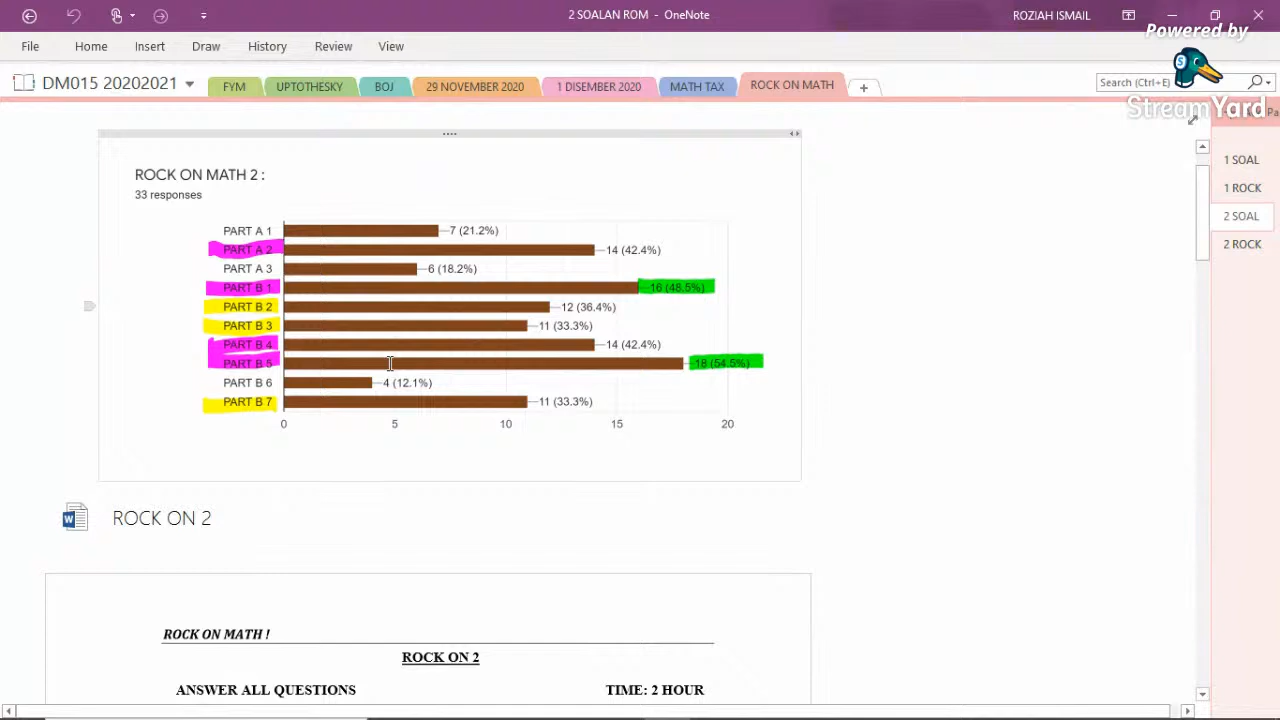 2 SOALAN ROM - OneNote
ROZIAH ISMAIL
Powered by
StreamYard
File Home Insert Draw History Review View
DM015 20202021
FYM UPTOTHESKY BOJ 29 NOVEMBER 2020 1 DISEMBER 2020 MATH TAX ROCK ON MATH +
Search (Ctrl+E)
1 SOAL
1 ROCK
2 SOAL
2 ROCK
ROCK ON MATH 2 :
33 responses
PART A 1 7 (21.2%)
PART A 2 14 (42.4%)
PART A 3 6 (18.2%)
PART B 1 16 (48.5%)
PART B 2 12 (36.4%)
PART B 3 11 (33.3%)
PART B 4 14 (42.4%)
PART B 5 18 (54.5%)
PART B 6 4 (12.1%)
PART B 7 11 (33.3%)
0 5 10 15 20
ROCK ON 2
ROCK ON MATH !
ROCK ON 2
ANSWER ALL QUESTIONS TIME: 2 HOUR